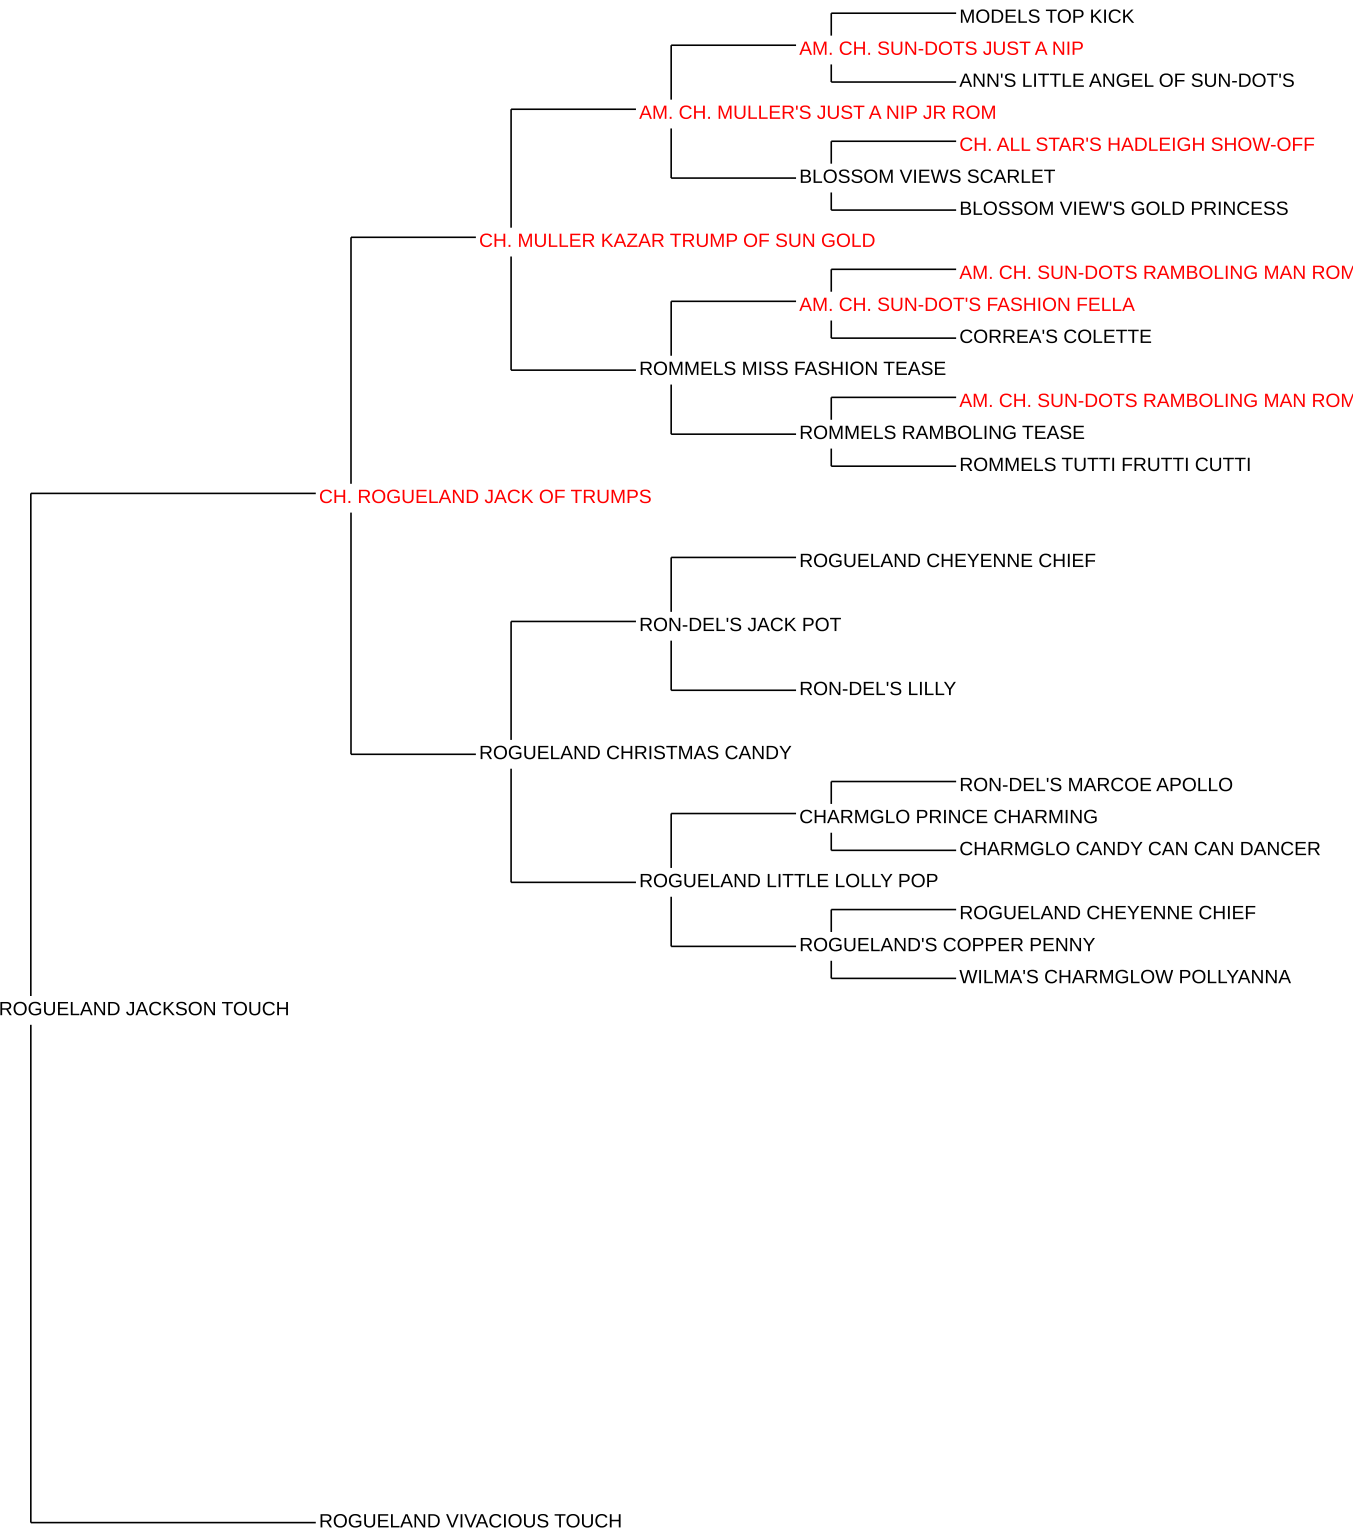 MODELS TOP KICK
AM. CH. SUN-DOTS JUST A NIP
ANN'S LITTLE ANGEL OF SUN-DOT'S
AM. CH. MULLER'S JUST A NIP JR ROM
CH. ALL STAR'S HADLEIGH SHOW-OFF
BLOSSOM VIEWS SCARLET
BLOSSOM VIEW'S GOLD PRINCESS
CH. MULLER KAZAR TRUMP OF SUN GOLD
AM. CH. SUN-DOTS RAMBOLING MAN ROM
AM. CH. SUN-DOT'S FASHION FELLA
CORREA'S COLETTE
ROMMELS MISS FASHION TEASE
AM. CH. SUN-DOTS RAMBOLING MAN ROM
ROMMELS RAMBOLING TEASE
ROMMELS TUTTI FRUTTI CUTTI
CH. ROGUELAND JACK OF TRUMPS
ROGUELAND CHEYENNE CHIEF
RON-DEL'S JACK POT
RON-DEL'S LILLY
ROGUELAND CHRISTMAS CANDY
RON-DEL'S MARCOE APOLLO
CHARMGLO PRINCE CHARMING
CHARMGLO CANDY CAN CAN DANCER
ROGUELAND LITTLE LOLLY POP
ROGUELAND CHEYENNE CHIEF
ROGUELAND'S COPPER PENNY
WILMA'S CHARMGLOW POLLYANNA
ROGUELAND JACKSON TOUCH
ROGUELAND VIVACIOUS TOUCH